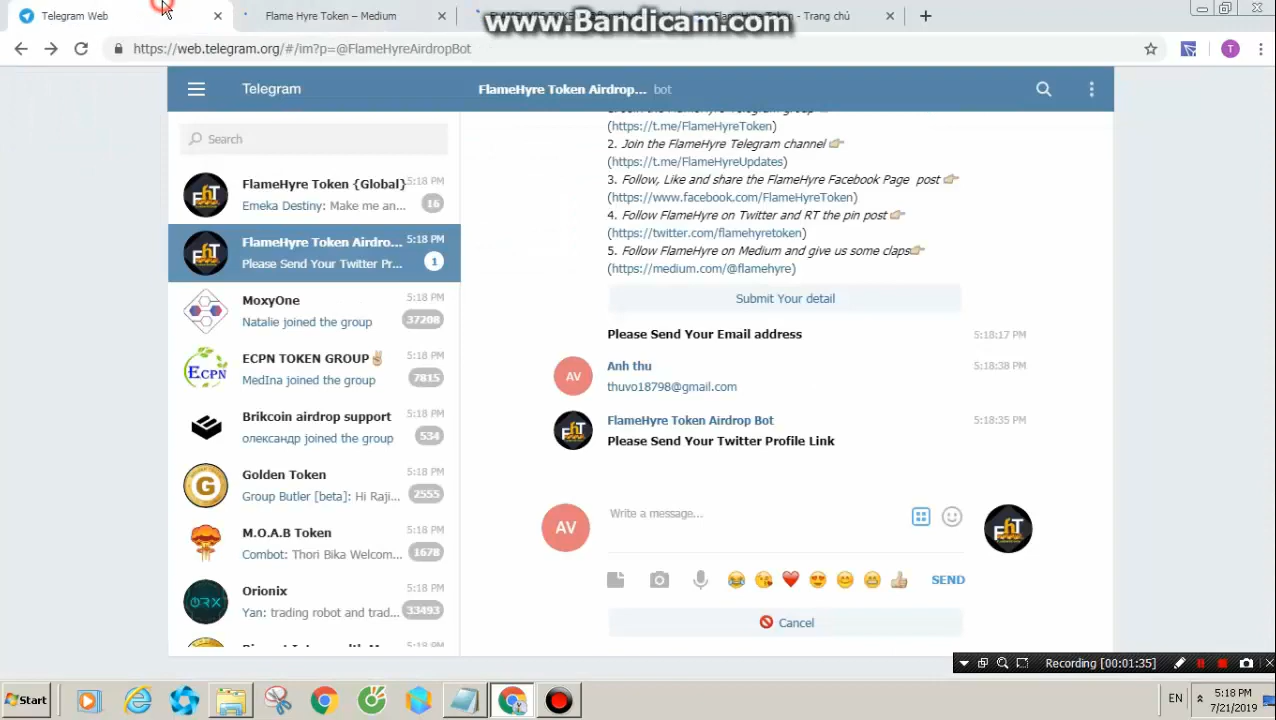 Telegram Web
Flame Hyre Token – Medium
- Trang chủ
www.Bandicam.com
https://web.telegram.org/#/im?p=@FlameHyreAirdropBot
T
Telegram
FlameHyre Token Airdrop... bot
Search
FlameHyre Token {Global} 5:18 PM
Emeka Destiny: Make me an... 16
FlameHyre Token Airdro... 5:18 PM
Please Send Your Twitter Pr... 1
MoxyOne 5:18 PM
Natalie joined the group 37208
ECPN TOKEN GROUP✌ 5:18 PM
MedIna joined the group 7815
ECPN
Brikcoin airdrop support 5:18 PM
олександр joined the group 534
Golden Token 5:18 PM
Group Butler [beta]: Hi Raji... 2555
M.O.A.B Token 5:18 PM
Combot: Thori Bika Welcom... 1678
Orionix 5:18 PM
Yan: trading robot and trad... 33493
ORX
(https://t.me/FlameHyreToken)
2. Join the FlameHyre Telegram channel 👉
(https://t.me/FlameHyreUpdates)
3. Follow, Like and share the FlameHyre Facebook Page post 👉
(https://www.facebook.com/FlameHyreToken)
4. Follow FlameHyre on Twitter and RT the pin post 👉
(https://twitter.com/flamehyretoken)
5. Follow FlameHyre on Medium and give us some claps👉
(https://medium.com/@flamehyre)
Submit Your detail
Please Send Your Email address 5:18:17 PM
AV Anh thu 5:18:38 PM
thuvo18798@gmail.com
FlameHyre Token Airdrop Bot 5:18:35 PM
Please Send Your Twitter Profile Link
AV Write a message...
SEND
Cancel
Recording [00:01:35]
Start
EN 5:18 PM
7/21/2019